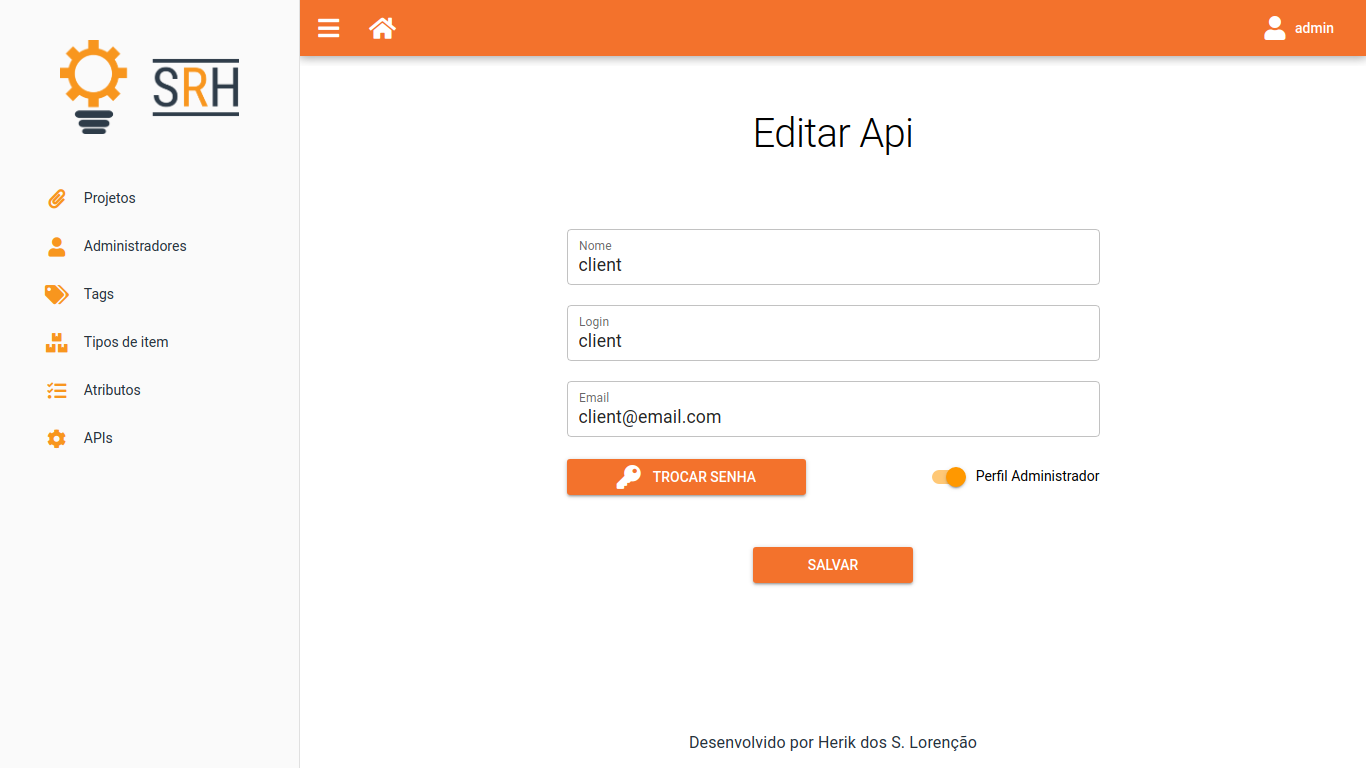 SRH
Projetos
Administradores
Tags
Tipos de item
Atributos
APIs
admin
Editar Api
Nome
client
Login
client
Email
client@email.com
TROCAR SENHA
Perfil Administrador
SALVAR
Desenvolvido por Herik dos S. Lorenção